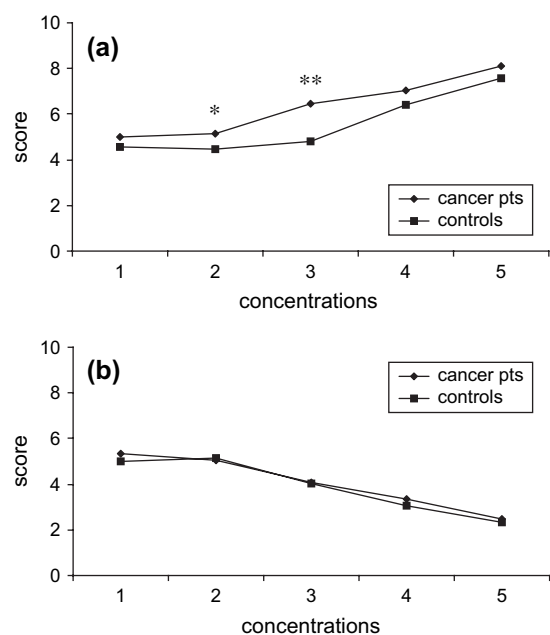 (a)
10
8
6
4
2
0
score
*
**
cancer pts
controls
1 2 3 4 5
concentrations
(b)
10
8
6
4
2
0
score
cancer pts
controls
1 2 3 4 5
concentrations